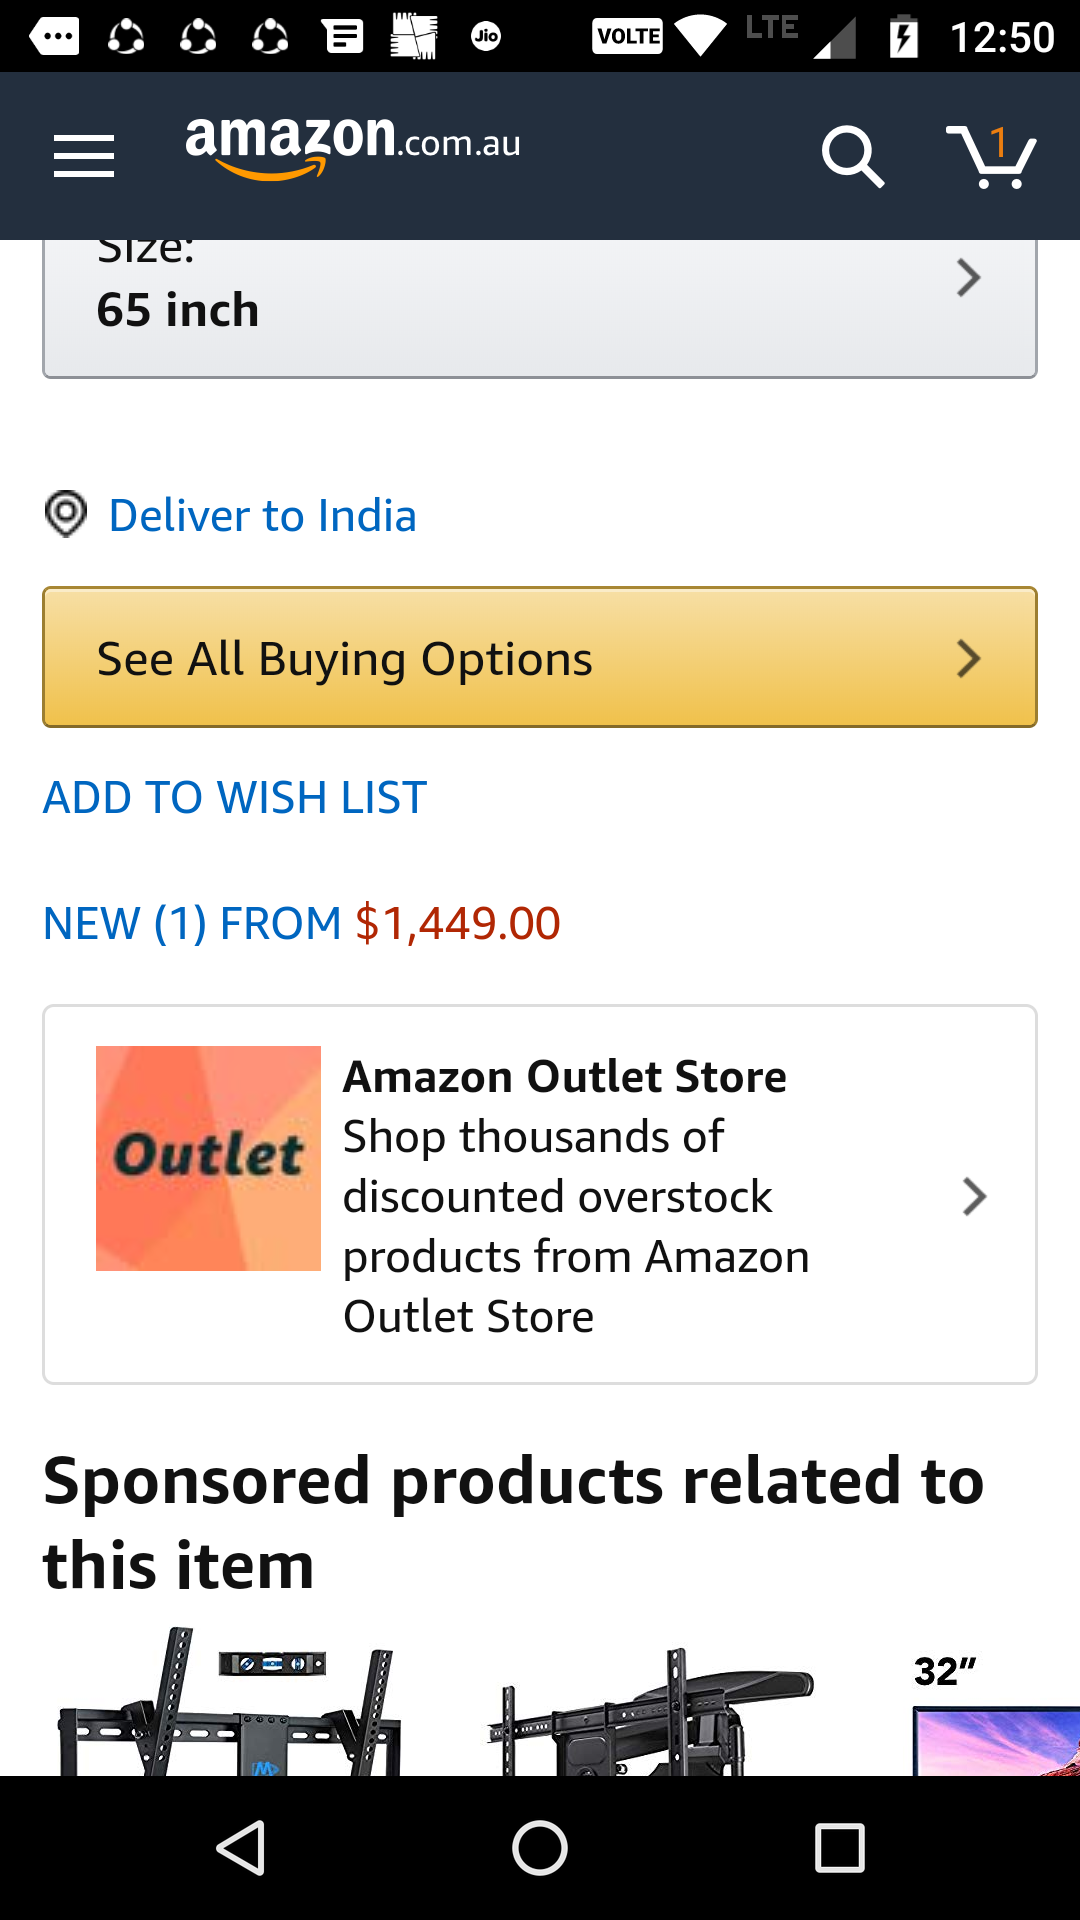 Jio VOLTE LTE 12:50
amazon.com.au 1
Size:
65 inch
Deliver to India
See All Buying Options
ADD TO WISH LIST
NEW (1) FROM $1,449.00
Outlet
Amazon Outlet Store
Shop thousands of
discounted overstock
products from Amazon
Outlet Store
Sponsored products related to
this item
32”